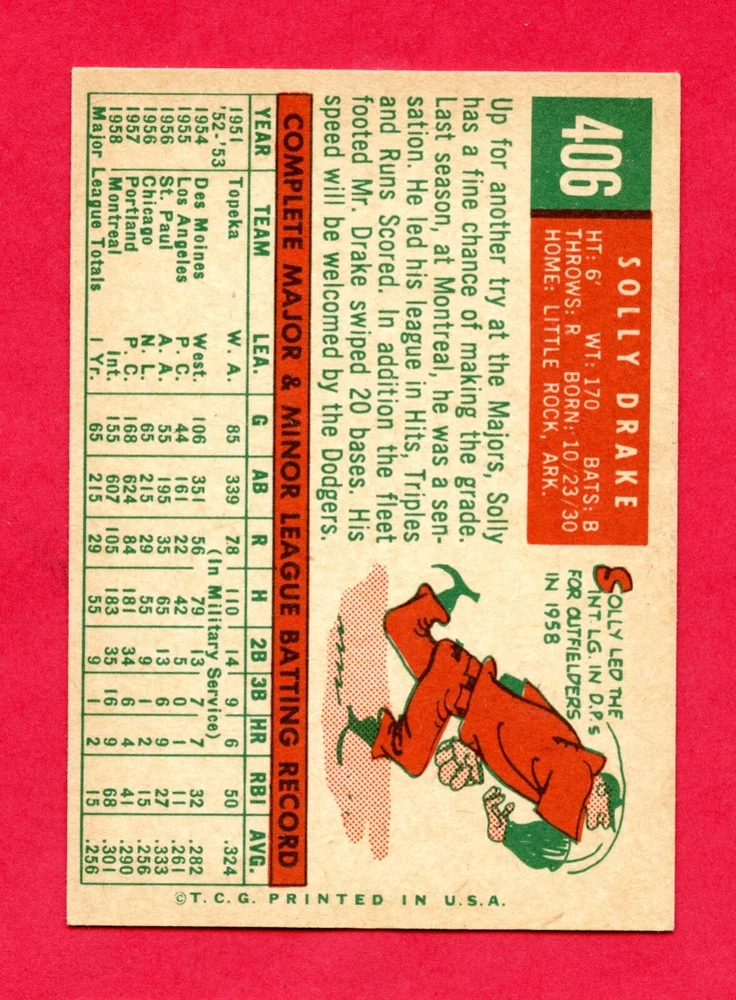 406
SOLLY DRAKE
HT: 6' WT: 170 BATS: B
THROWS: R BORN: 10/23/30
HOME: LITTLE ROCK, ARK.
Up for another try at the Majors, Solly
has a fine chance of making the grade.
Last season, at Montreal, he was a sen-
sation. He led his league in Hits, Triples
and Runs Scored. In addition the fleet
footed Mr. Drake swiped 20 bases. His
speed will be welcomed by the Dodgers.
SOLLY LED THE
INT. LG. IN D.P.s
FOR OUTFIELDERS
IN 1958
COMPLETE MAJOR & MINOR LEAGUE BATTING RECORD
YEAR TEAM LEA. G AB R H 2B 3B HR RBI AVG.
1951 Topeka W. A. 85 339 78 110 14 9 6 50 .324
'52-'53 (In Military Service)
1954 Des Moines West. 106 351 56 79 13 7 7 32 .282
1955 Los Angeles P. C. 44 161 22 42 5 0 1 11 .261
1956 St. Paul A. A. 55 195 35 65 13 6 9 27 .333
1956 Chicago N. L. 65 215 29 55 9 1 2 15 .256
1957 Portland P. C. 168 624 84 181 34 6 4 41 .290
1958 Montreal Int. 155 607 105 183 35 16 9 68 .301
Major League Totals 1 Yr. 65 215 29 55 9 1 2 15 .256
©T.C.G. PRINTED IN U.S.A.